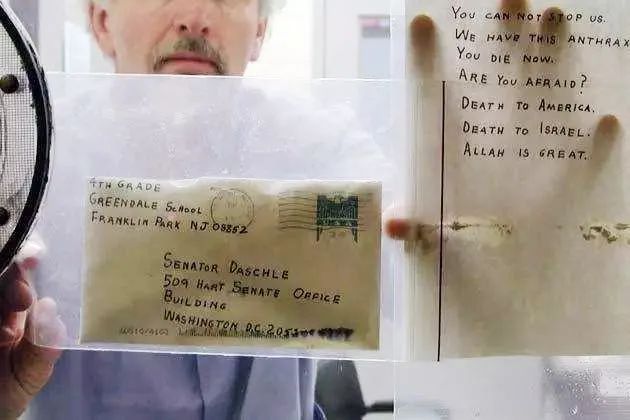 4TH GRADE
GREENDALE SCHOOL
FRANKLIN PARK NJ 08852
SENATOR DASCHLE
509 HART SENATE OFFICE
BUILDING
WASHINGTON D.C. 205
YOU CAN NOT STOP US.
WE HAVE THIS ANTHRAX
YOU DIE NOW.
ARE YOU AFRAID?
DEATH TO AMERICA.
DEATH TO ISRAEL.
ALLAH IS GREAT.